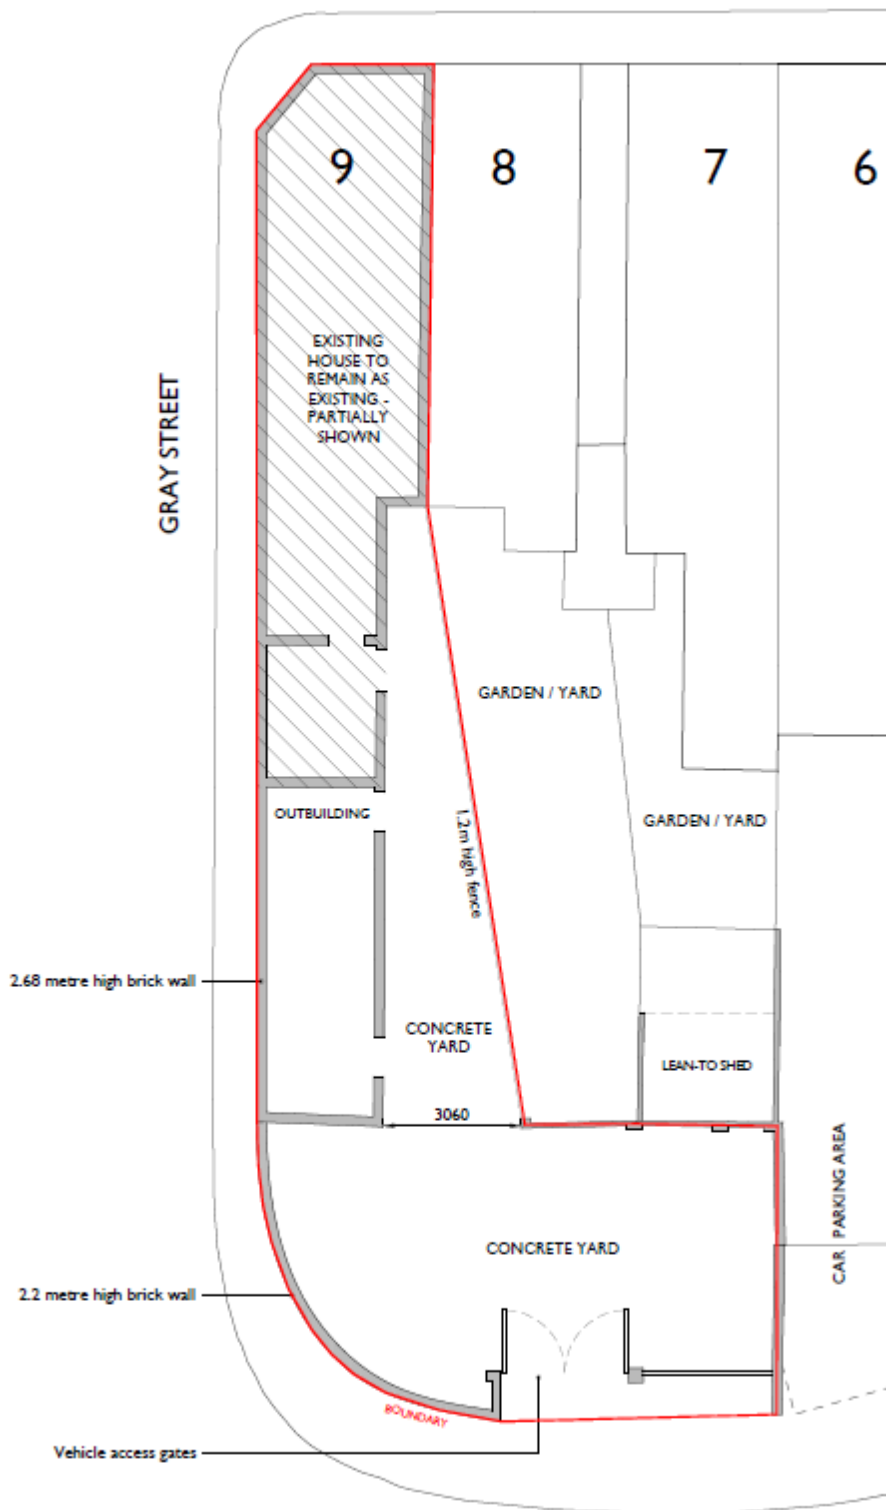 9
8
7
6
EXISTING
HOUSE TO
REMAIN AS
EXISTING -
PARTIALLY
SHOWN
GRAY STREET
GARDEN / YARD
OUTBUILDING
GARDEN / YARD
1.2m high fence
2.68 metre high brick wall
CONCRETE
YARD
LEAN-TO SHED
3060
CAR PARKING AREA
CONCRETE YARD
2.2 metre high brick wall
BOUNDARY
Vehicle access gates